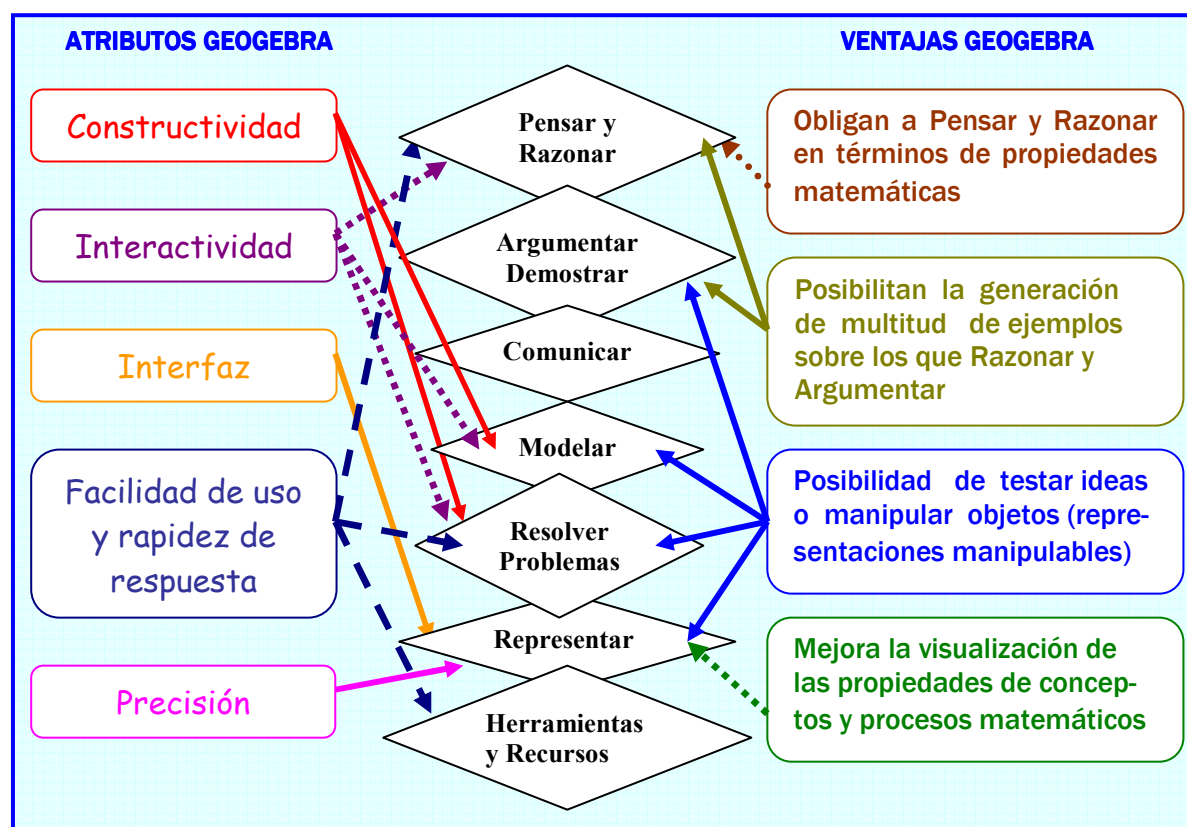 ATRIBUTOS GEOGEBRA
Constructividad
Interactividad
Interfaz
Facilidad de uso
y rapidez de
respuesta
Precisión
Pensar y
Razonar
Argumentar
Demostrar
Comunicar
Modelar
Resolver
Problemas
Representar
Herramientas
y Recursos
VENTAJAS GEOGEBRA
Obligan a Pensar y Razonar
en términos de propiedades
matemáticas
Posibilitan la generación
de multitud de ejemplos
sobre los que Razonar y
Argumentar
Posibilidad de testar ideas
o manipular objetos (repre-
sentaciones manipulables)
Mejora la visualización de
las propiedades de concep-
tos y procesos matemáticos